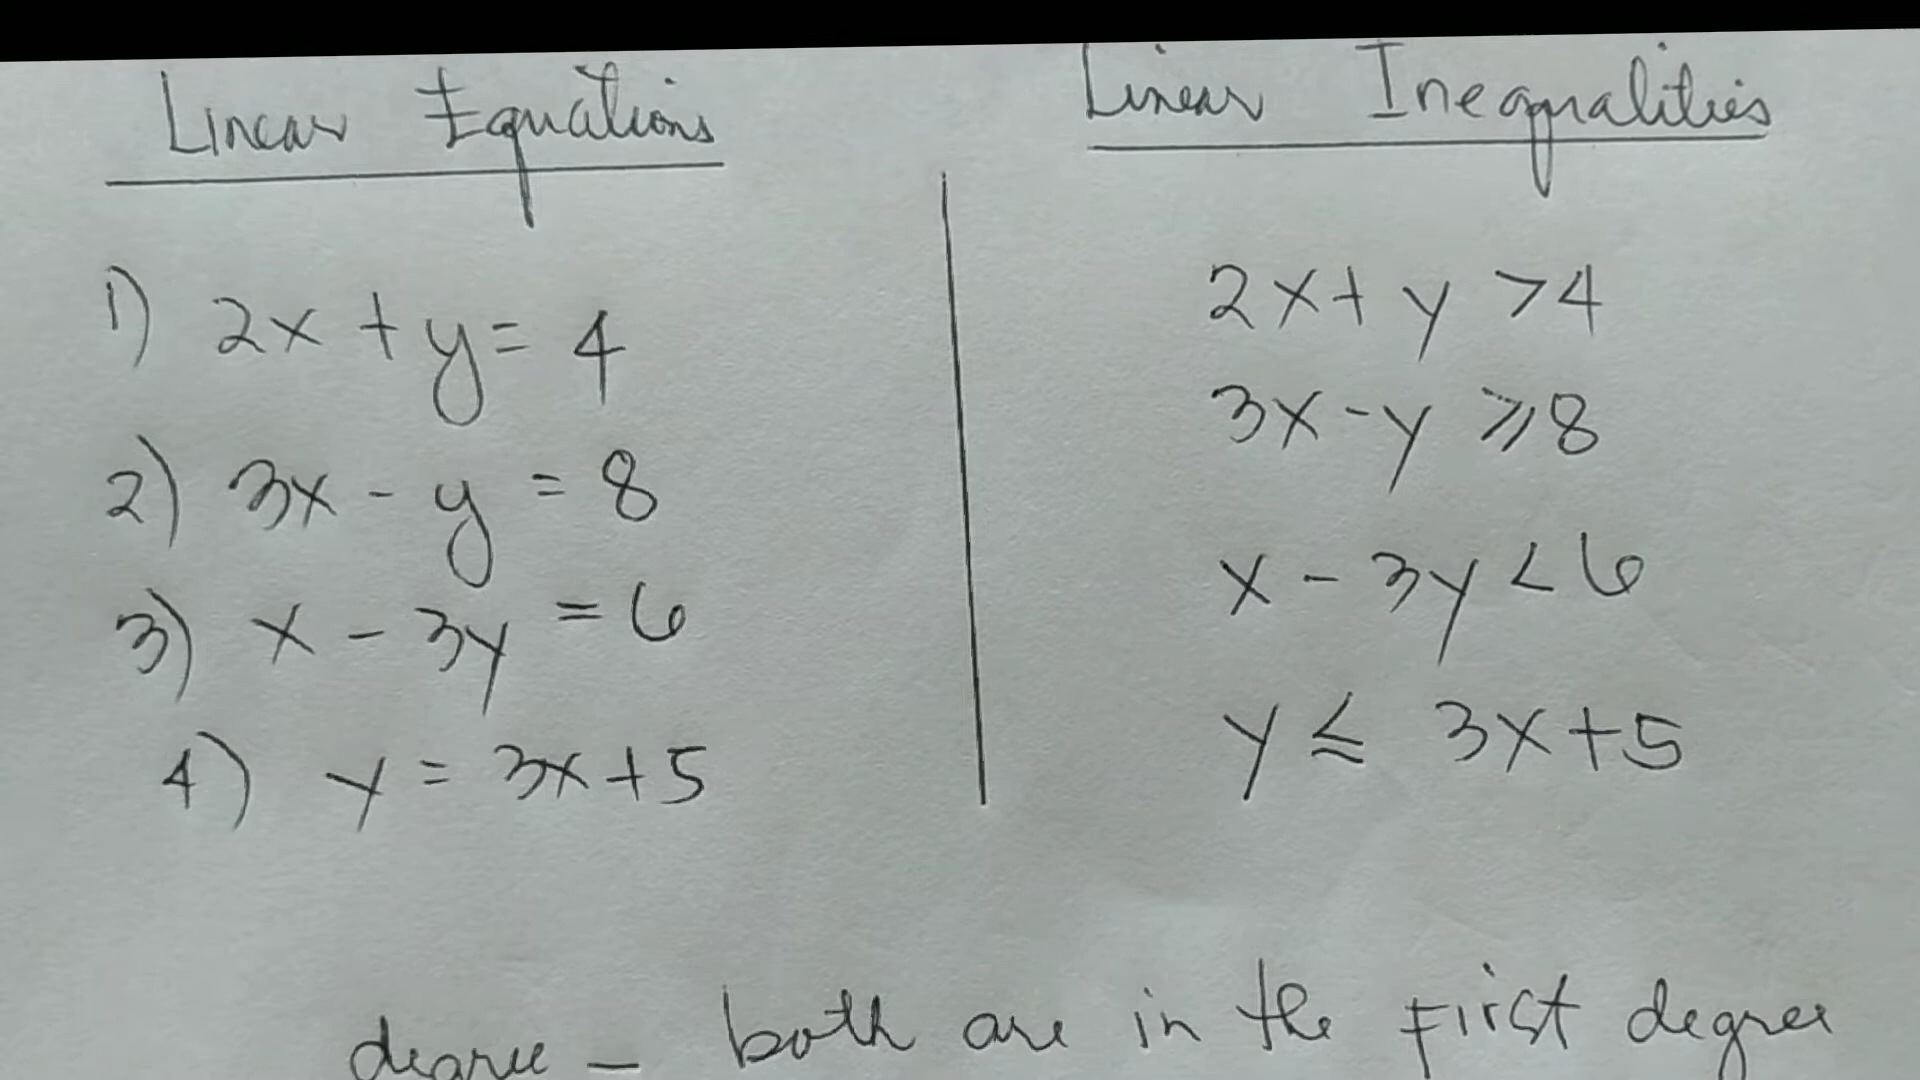 Linear Equations
1) 2x + y = 4
2) 3x - y = 8
3) x - 3y = 6
4) y = 3x + 5
Linear Inequalities
2x + y > 4
3x - y ⩾ 8
x - 3y < 6
y ≤ 3x + 5
degree - both are in the first degree